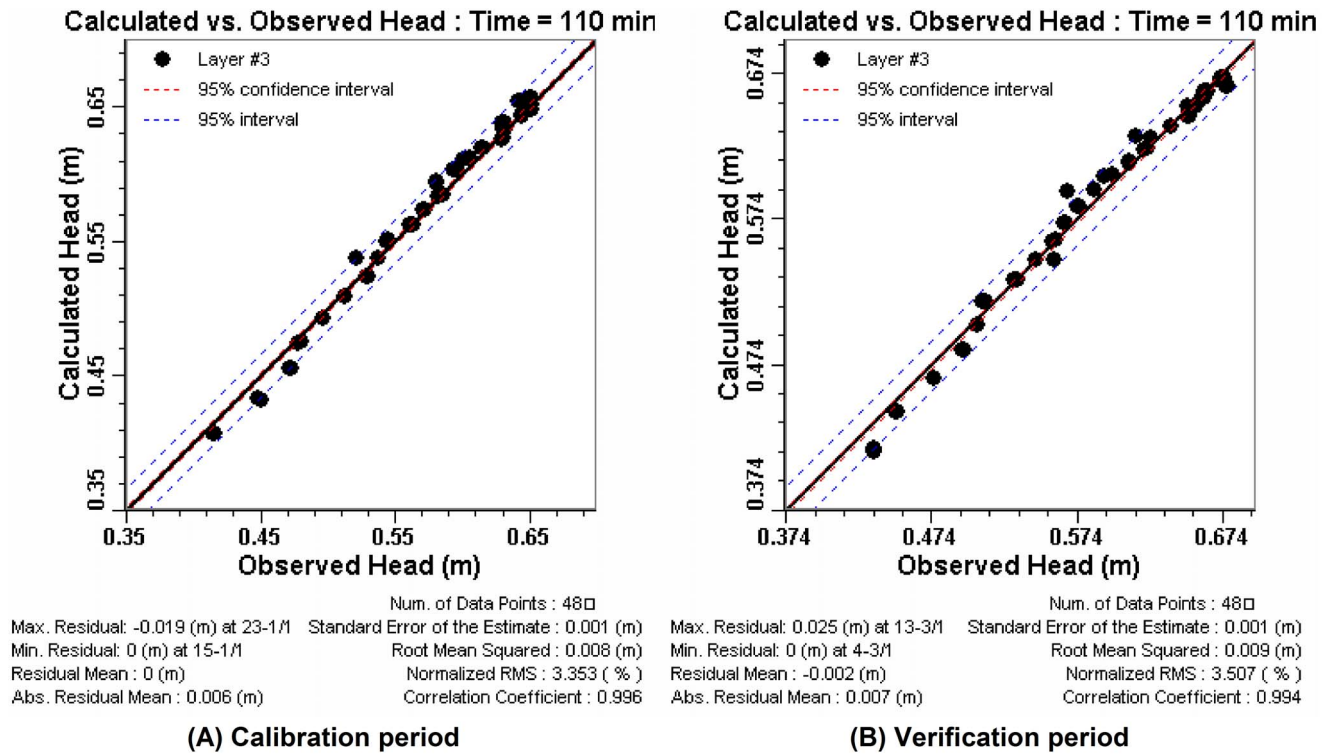 Calculated vs. Observed Head : Time = 110 min
Layer #3
95% confidence interval
95% interval
Calculated Head (m)
0.65
0.55
0.45
0.35
0.35 0.45 0.55 0.65
Observed Head (m)
Num. of Data Points : 48□
Max. Residual: -0.019 (m) at 23-1/1 Standard Error of the Estimate : 0.001 (m)
Min. Residual: 0 (m) at 15-1/1 Root Mean Squared : 0.008 (m)
Residual Mean : 0 (m) Normalized RMS : 3.353 ( % )
Abs. Residual Mean : 0.006 (m) Correlation Coefficient : 0.996
(A) Calibration period
Calculated vs. Observed Head : Time = 110 min
Layer #3
95% confidence interval
95% interval
Calculated Head (m)
0.674
0.574
0.474
0.374
0.374 0.474 0.574 0.674
Observed Head (m)
Num. of Data Points : 48□
Max. Residual: 0.025 (m) at 13-3/1 Standard Error of the Estimate : 0.001 (m)
Min. Residual: 0 (m) at 4-3/1 Root Mean Squared : 0.009 (m)
Residual Mean : -0.002 (m) Normalized RMS : 3.507 ( % )
Abs. Residual Mean : 0.007 (m) Correlation Coefficient : 0.994
(B) Verification period